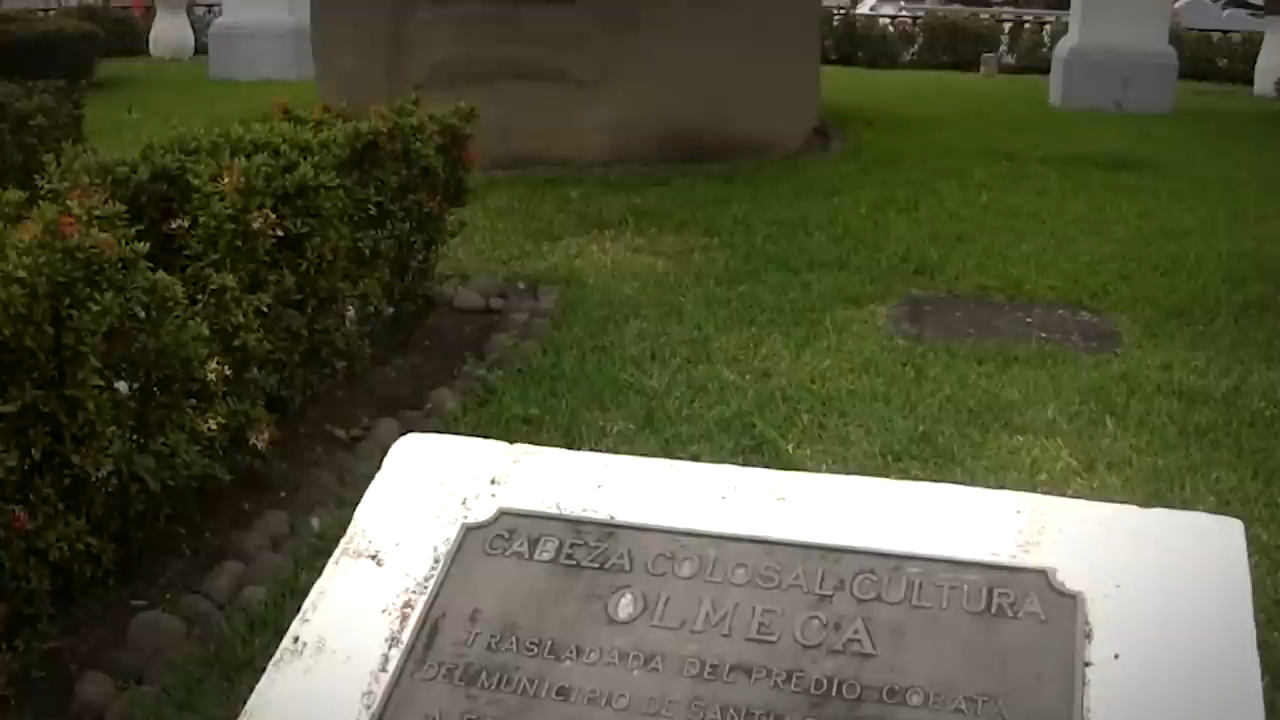 CABEZA COLOSAL CULTURA
OLMECA
TRASLADADA DEL PREDIO COBATA
DEL MUNICIPIO DE